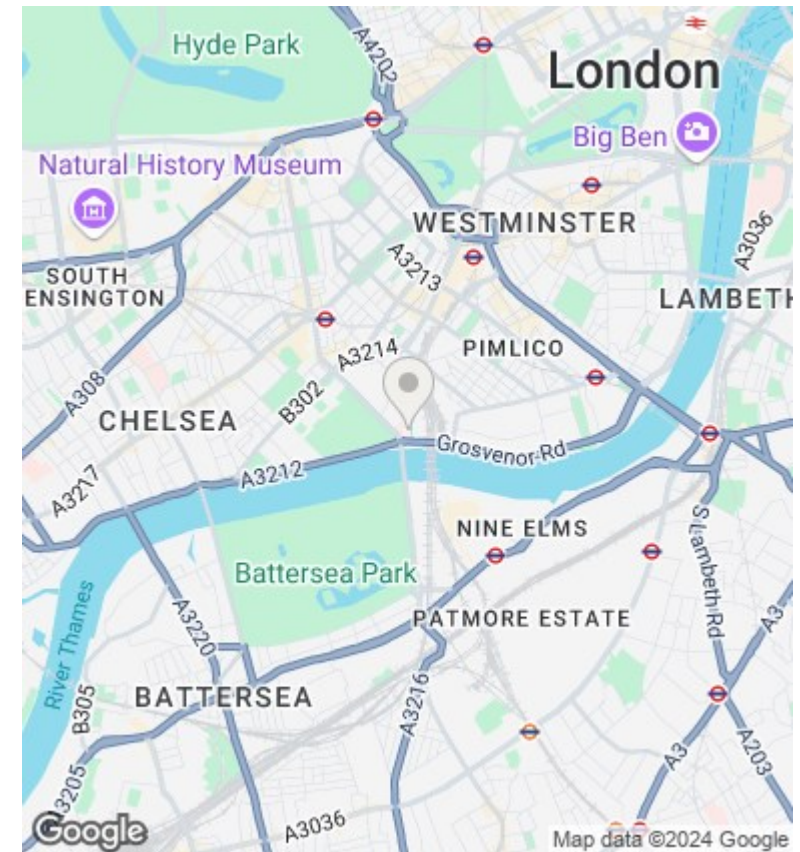 Hyde Park
A4202
London
Big Ben
Natural History Museum
WESTMINSTER
A3036
A3213
SOUTH
ENSINGTON
LAMBETH
A3214
PIMLICO
A308
B302
CHELSEA
Grosvenor Rd
A3212
A3217
NINE ELMS
S Lambeth Rd
Battersea Park
River Thames
A3220
PATMORE ESTATE
A3
B305
BATTERSEA
A3216
A3
A203
A3205
Google
A3036
Map data ©2024 Google